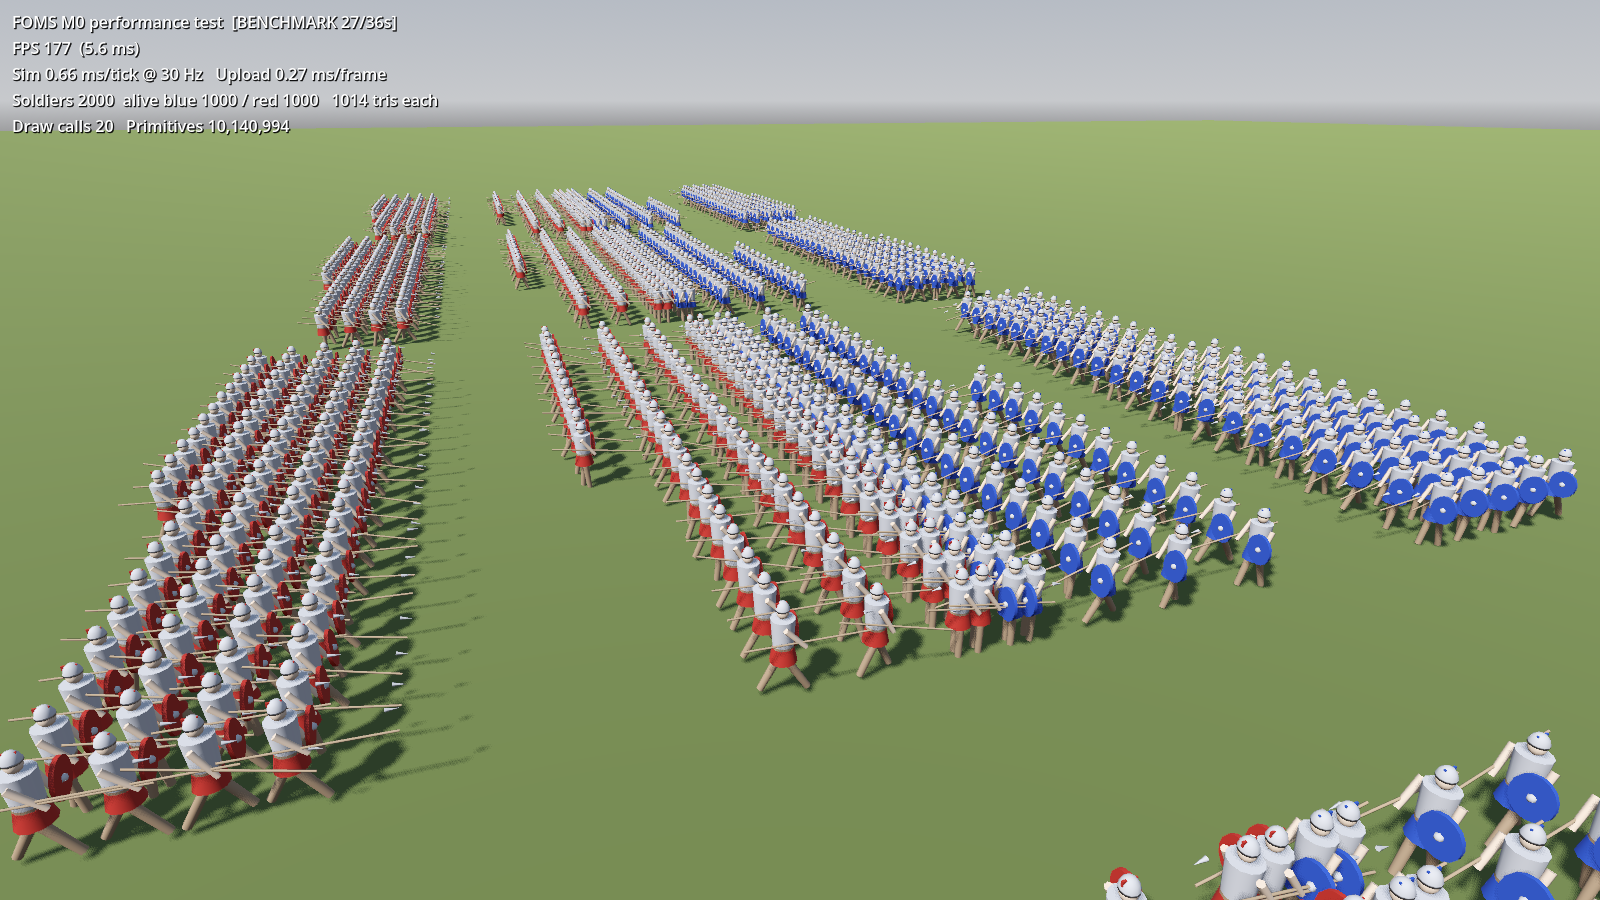 FOMS M0 performance test  [BENCHMARK 27/36s]
FPS 177  (5.6 ms)
Sim 0.66 ms/tick @ 30 Hz   Upload 0.27 ms/frame
Soldiers 2000  alive blue 1000 / red 1000   1014 tris each
Draw calls 20   Primitives 10,140,994